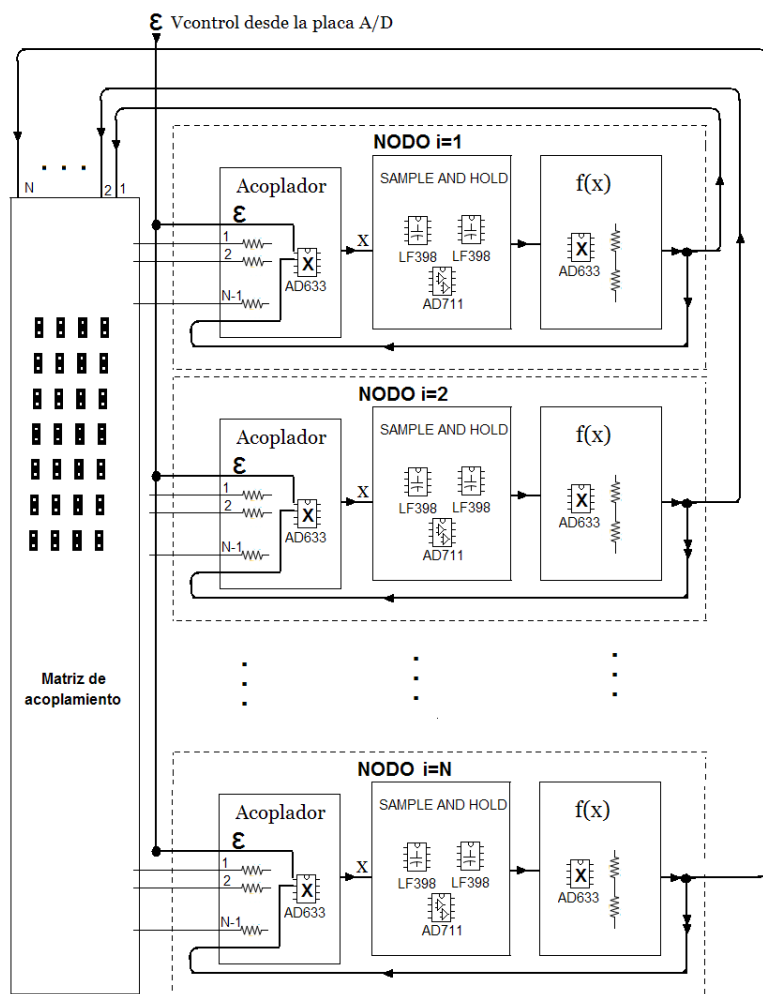 ε Vcontrol desde la placa A/D
N
. . .
2 1
NODO i=1
Acoplador
ε
1
2
N-1
X
AD633
X
SAMPLE AND HOLD
LF398
LF398
AD711
f(x)
X
AD633
NODO i=2
Acoplador
ε
1
2
N-1
X
AD633
X
SAMPLE AND HOLD
LF398
LF398
AD711
f(x)
X
AD633
Matriz de
acoplamiento
NODO i=N
Acoplador
ε
1
2
N-1
X
AD633
X
SAMPLE AND HOLD
LF398
LF398
AD711
f(x)
X
AD633